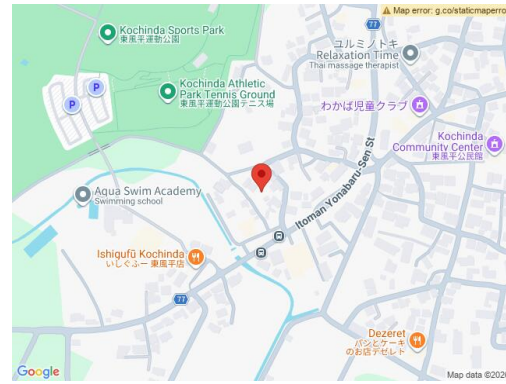 Map error: g.co/staticmaperro
Kochinda Sports Park
東風平運動公園
77
ユルミノトキ
Relaxation Time
Thai massage therapist
Kochinda Athletic
Park Tennis Ground
東風平運動公園テニス場
P
P
わかば児童クラブ
Kochinda
Community Center
東風平公民館
Aqua Swim Academy
Swimming school
Itoman Yonabaru-Sen St
Ishigufū Kochinda
いしぐふー 東風平店
77
Dezeret
パンとケーキ
のお店デゼレト
Google
Map data ©2026